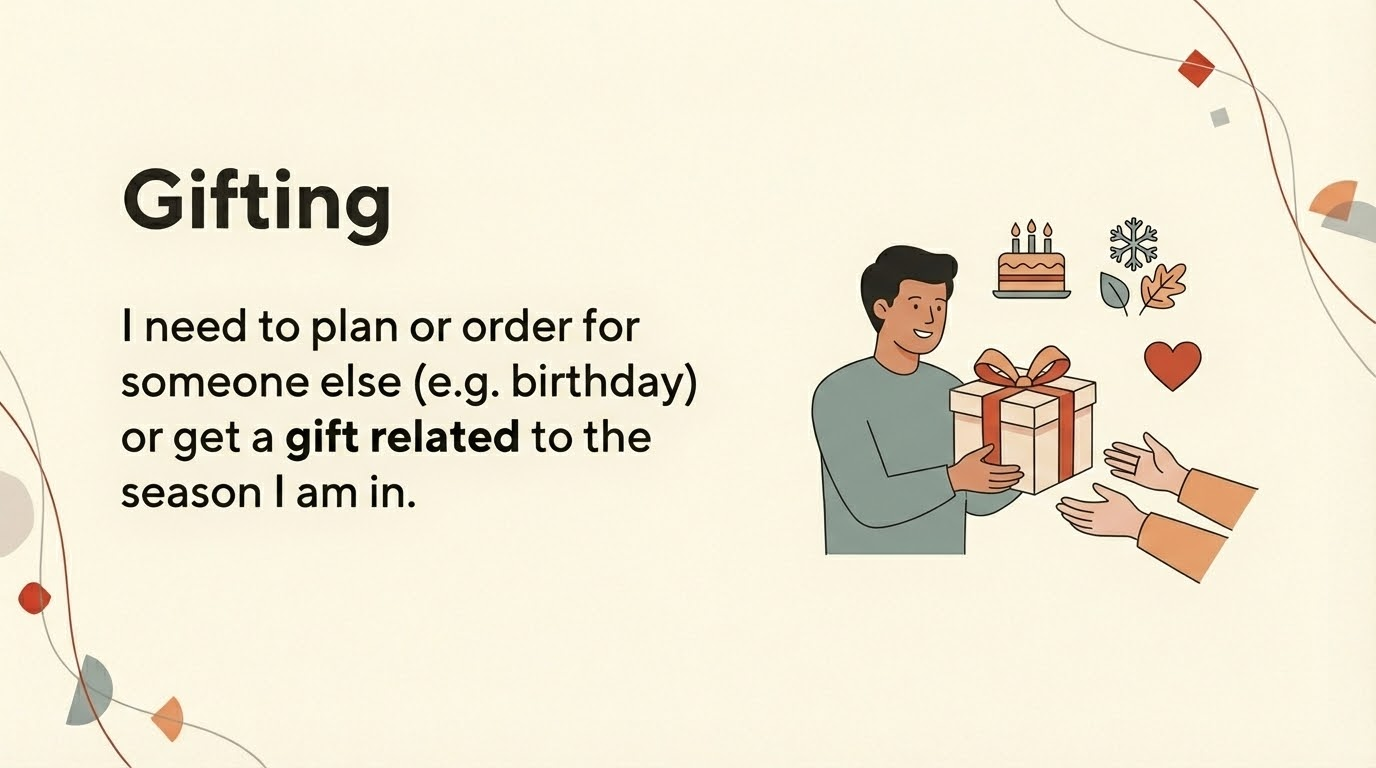 Gifting
I need to plan or order for
someone else (e.g. birthday)
or get a gift related to the
season I am in.